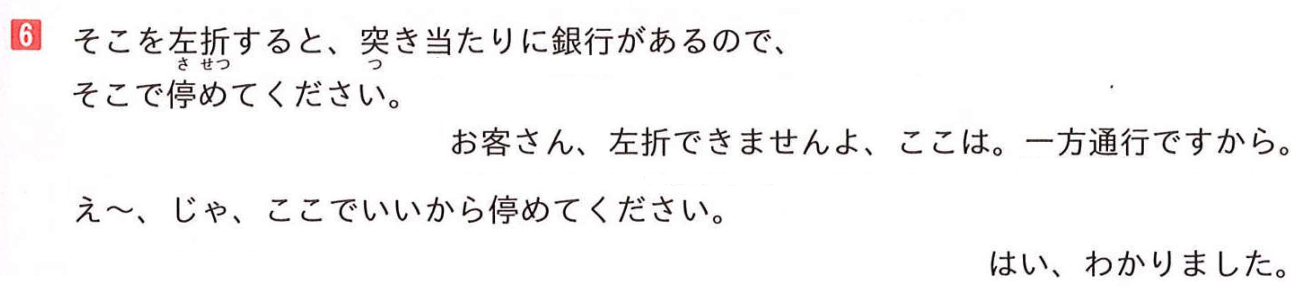 6 そこを左折すると、突き当たりに銀行があるので、
させつ つ
そこで停めてください。
お客さん、左折できませんよ、ここは。一方通行ですから。
え～、じゃ、ここでいいから停めてください。
はい、わかりました。